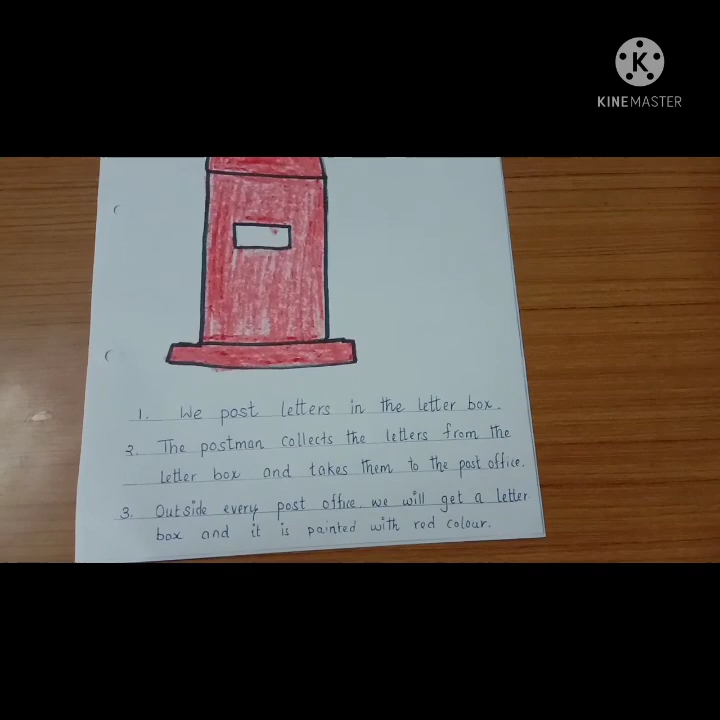 K
KINEMASTER
1. We post letters in the letter box.
2. The postman collects the letters from the
letter box and takes them to the post office.
3. Outside every post office, we will get a letter
box and it is painted with red colour.